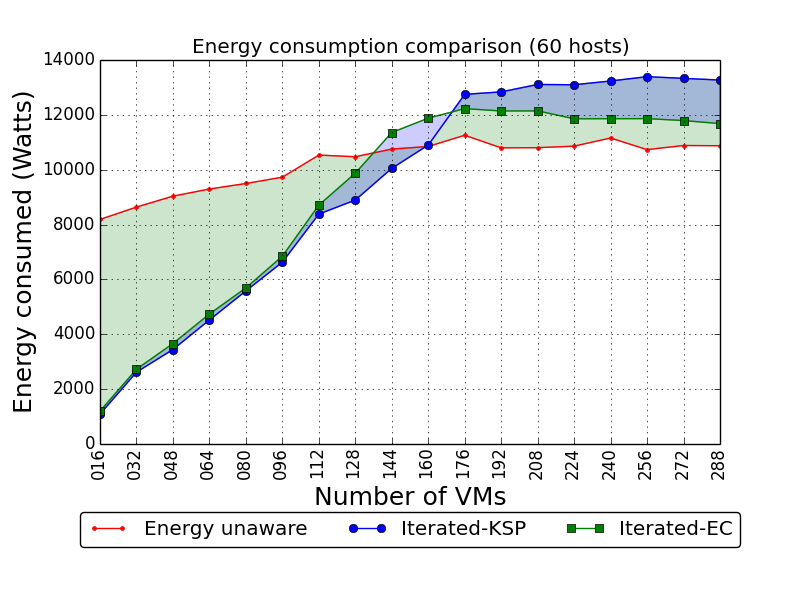 Energy consumption comparison (60 hosts)
14000
12000
10000
8000
6000
4000
2000
0
Energy consumed (Watts)
016 032 048 064 080 096 112 128 144 160 176 192 208 224 240 256 272 288
Number of VMs
Energy unaware Iterated-KSP Iterated-EC